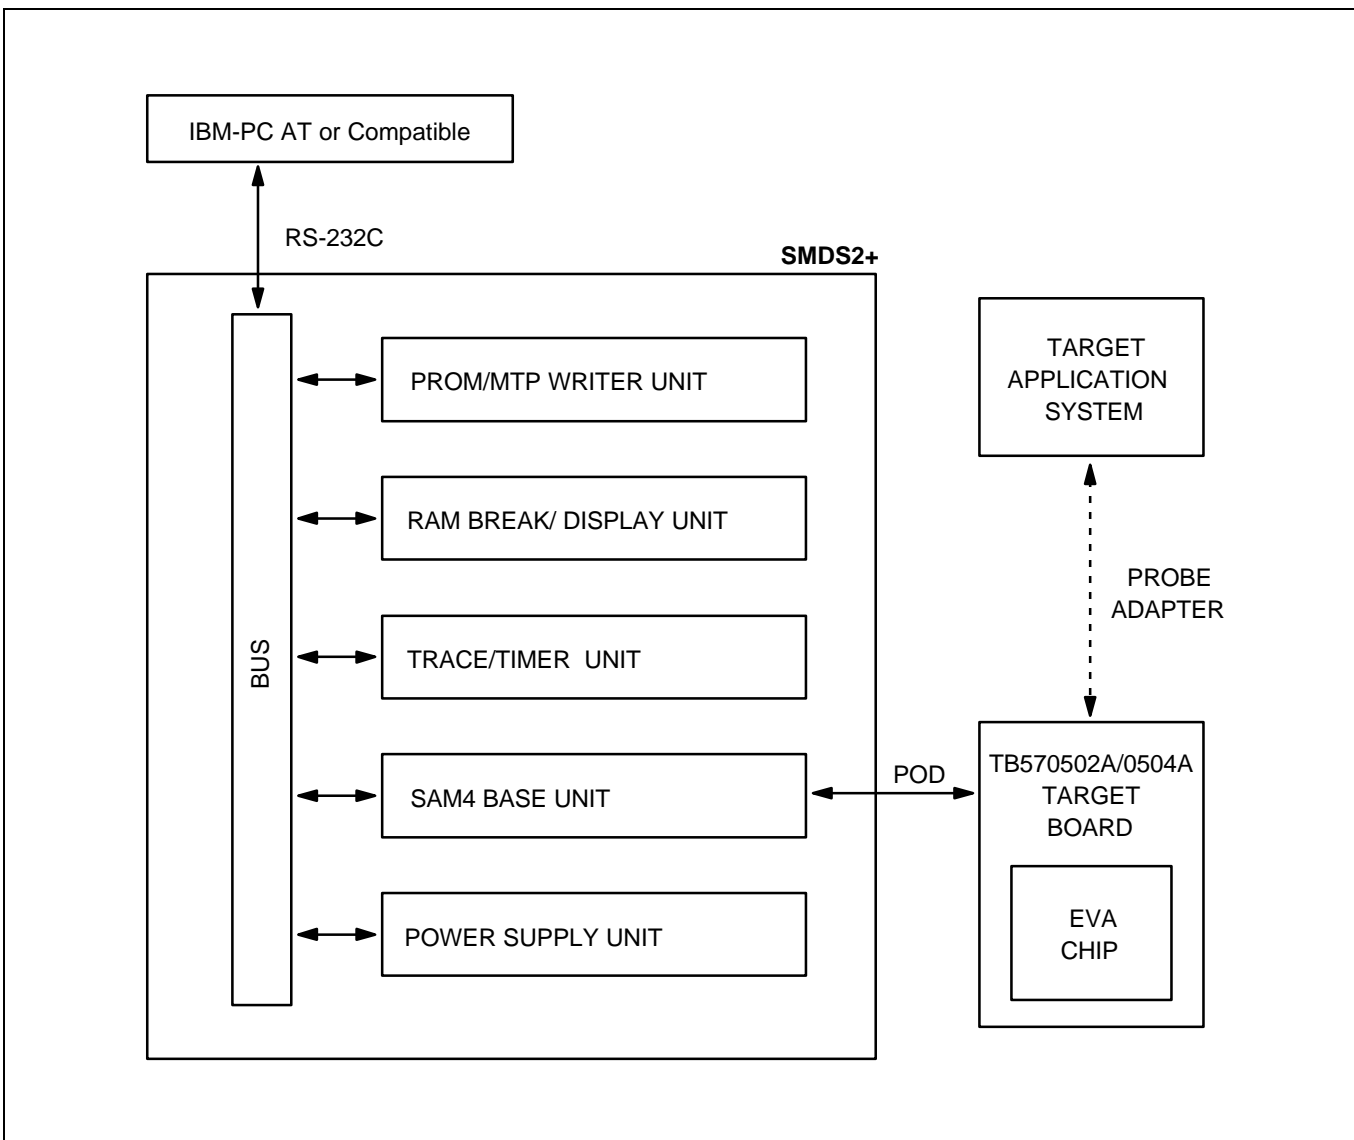 IBM-PC AT or Compatible
RS-232C
SMDS2+
BUS
PROM/MTP WRITER UNIT
RAM BREAK/ DISPLAY UNIT
TRACE/TIMER  UNIT
SAM4 BASE UNIT
POWER SUPPLY UNIT
POD
TARGET
APPLICATION
SYSTEM
PROBE
ADAPTER
TB570502A/0504A
TARGET
BOARD
EVA
CHIP